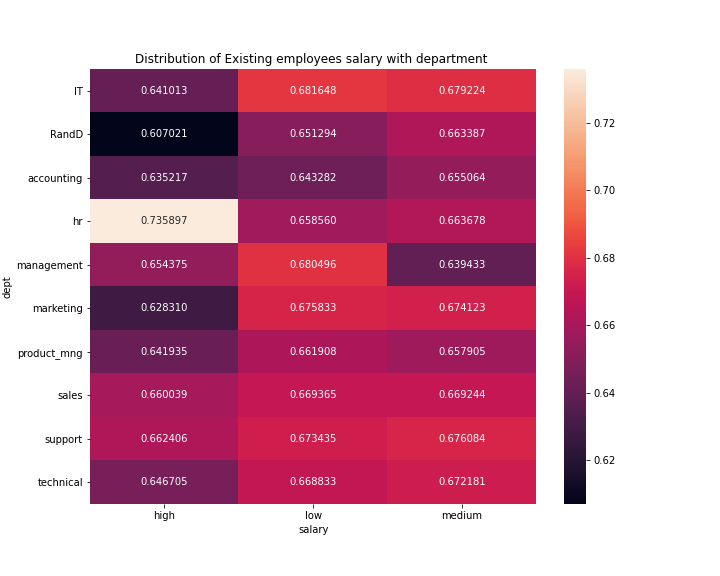 Distribution of Existing employees salary with department
IT 0.641013 0.681648 0.679224
RandD 0.607021 0.651294 0.663387
accounting 0.635217 0.643282 0.655064
hr 0.735897 0.658560 0.663678
management 0.654375 0.680496 0.639433
marketing 0.628310 0.675833 0.674123
product_mng 0.641935 0.661908 0.657905
sales 0.660039 0.669365 0.669244
support 0.662406 0.673435 0.676084
technical 0.646705 0.668833 0.672181
high low medium
salary
dept
0.72
0.70
0.68
0.66
0.64
0.62